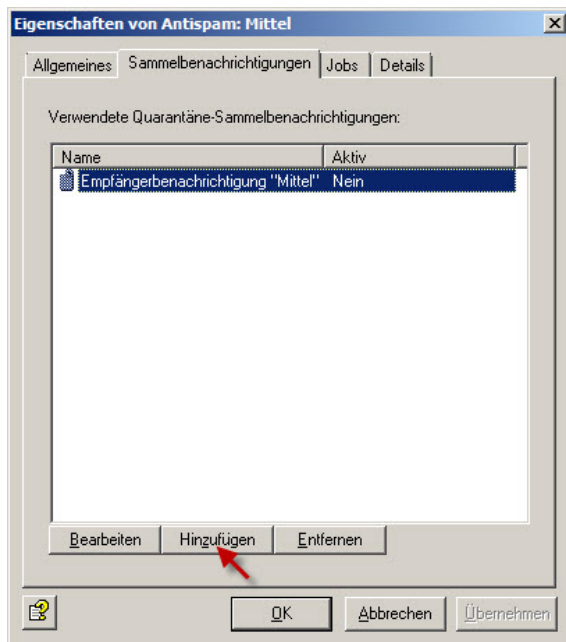 Eigenschaften von Antispam: Mittel
Allgemeines Sammelbenachrichtigungen Jobs Details
Verwendete Quarantäne-Sammelbenachrichtigungen:
Name Aktiv
Empfängerbenachrichtigung "Mittel" Nein
Bearbeiten Hinzufügen Entfernen
OK Abbrechen Übernehmen